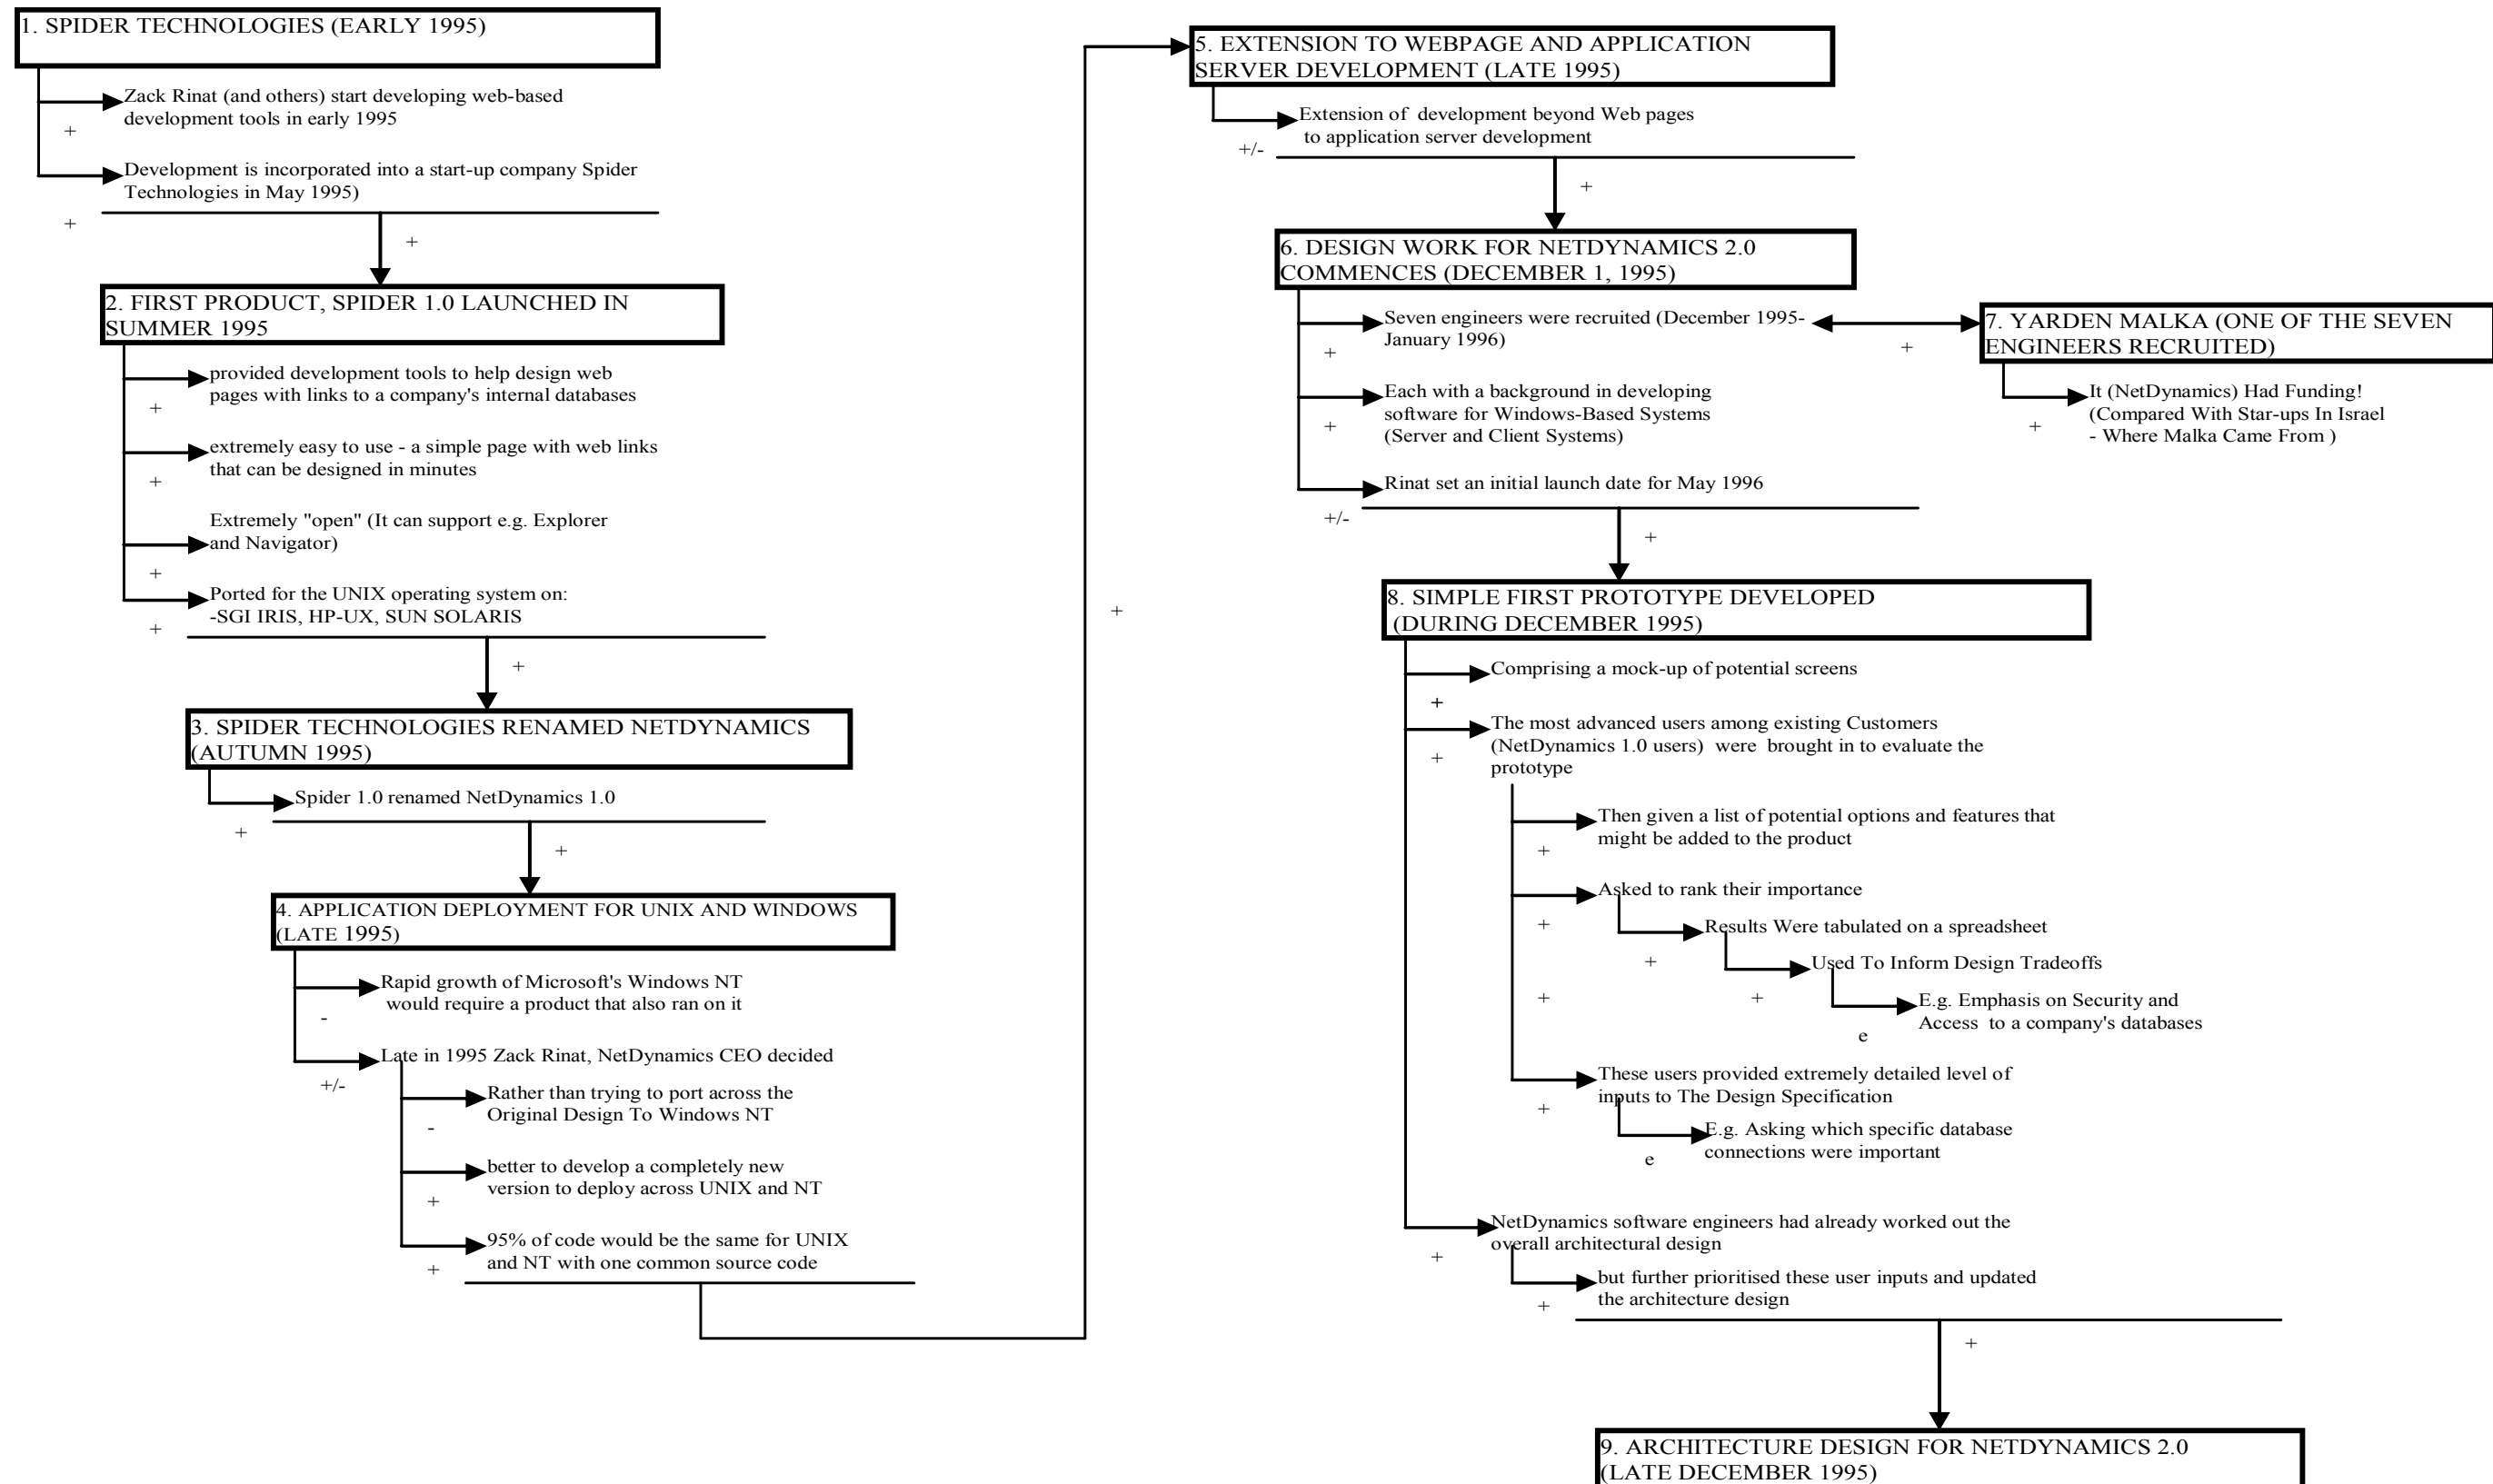 1. SPIDER TECHNOLOGIES (EARLY 1995)
Zack Rinat (and others) start developing web-based
development tools in early 1995
+
Development is incorporated into a start-up company Spider
Technologies in May 1995)
+
+
2. FIRST PRODUCT, SPIDER 1.0 LAUNCHED IN
SUMMER 1995
provided development tools to help design web
pages with links to a company's internal databases
+
extremely easy to use - a simple page with web links
that can be designed in minutes
+
Extremely "open" (It can support e.g. Explorer
and Navigator)
+
Ported for the UNIX operating system on:
-SGI IRIS, HP-UX, SUN SOLARIS
+
+
3. SPIDER TECHNOLOGIES RENAMED NETDYNAMICS
(AUTUMN 1995)
Spider 1.0 renamed NetDynamics 1.0
+
+
4. APPLICATION DEPLOYMENT FOR UNIX AND WINDOWS
(LATE 1995)
Rapid growth of Microsoft's Windows NT
would require a product that also ran on it
-
Late in 1995 Zack Rinat, NetDynamics CEO decided
+/-
Rather than trying to port across the
Original Design To Windows NT
-
better to develop a completely new
version to deploy across UNIX and NT
+
95% of code would be the same for UNIX
and NT with one common source code
+
+
5. EXTENSION TO WEBPAGE AND APPLICATION
SERVER DEVELOPMENT (LATE 1995)
Extension of development beyond Web pages
to application server development
+/-
+
6. DESIGN WORK FOR NETDYNAMICS 2.0
COMMENCES (DECEMBER 1, 1995)
Seven engineers were recruited (December 1995-
January 1996)
+
Each with a background in developing
software for Windows-Based Systems
(Server and Client Systems)
+
Rinat set an initial launch date for May 1996
+/-
+
+
7. YARDEN MALKA (ONE OF THE SEVEN
ENGINEERS RECRUITED)
It (NetDynamics) Had Funding!
(Compared With Star-ups In Israel
- Where Malka Came From )
+
8. SIMPLE FIRST PROTOTYPE DEVELOPED
(DURING DECEMBER 1995)
Comprising a mock-up of potential screens
+
The most advanced users among existing Customers
(NetDynamics 1.0 users) were brought in to evaluate the
prototype
+
Then given a list of potential options and features that
might be added to the product
+
Asked to rank their importance
+
Results Were tabulated on a spreadsheet
+
Used To Inform Design Tradeoffs
+
+
E.g. Emphasis on Security and
Access to a company's databases
e
These users provided extremely detailed level of
inputs to The Design Specification
+
E.g. Asking which specific database
connections were important
e
NetDynamics software engineers had already worked out the
overall architectural design
+
but further prioritised these user inputs and updated
the architecture design
+
+
9. ARCHITECTURE DESIGN FOR NETDYNAMICS 2.0
(LATE DECEMBER 1995)